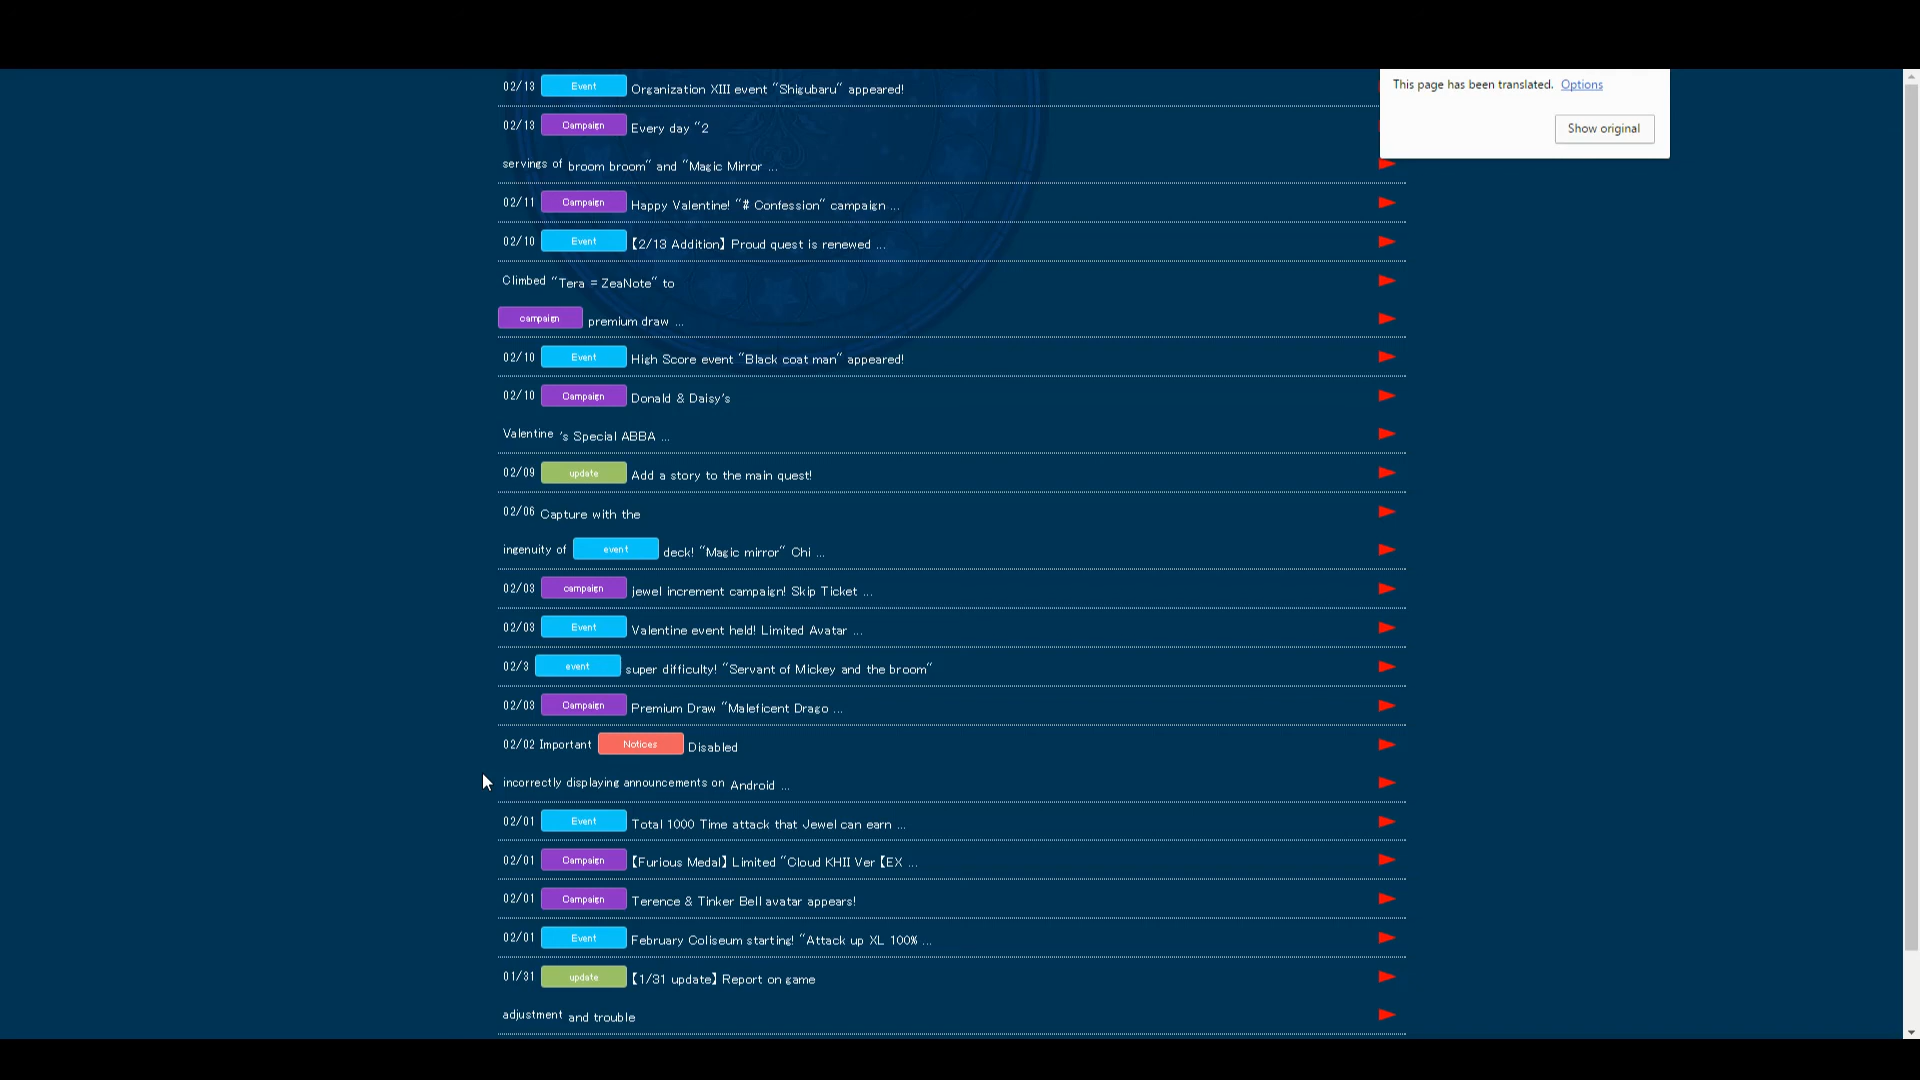 This page has been translated. Options
Show original
02/13 Event Organization XIII event "Shigubaru" appeared!
02/13 Campaign Every day "2
servings of broom broom" and "Magic Mirror ...
02/11 Campaign Happy Valentine! "# Confession" campaign ...
02/10 Event 【2/13 Addition】 Proud quest is renewed ...
Climbed "Tera = ZeaNote" to
campaign premium draw ...
02/10 Event High Score event "Black coat man" appeared!
02/10 Campaign Donald & Daisy's
Valentine 's Special ABBA ...
02/09 update Add a story to the main quest!
02/06 Capture with the
ingenuity of event deck! "Magic mirror" Chi ...
02/03 campaign jewel increment campaign! Skip Ticket ...
02/03 Event Valentine event held! Limited Avatar ...
02/3 event super difficulty! "Servant of Mickey and the broom"
02/03 Campaign Premium Draw "Maleficent Drago ...
02/02 Important Notices Disabled
incorrectly displaying announcements on Android ...
02/01 Event Total 1000 Time attack that Jewel can earn ...
02/01 Campaign 【Furious Medal】 Limited "Cloud KHII Ver 【EX ...
02/01 Campaign Terence & Tinker Bell avatar appears!
02/01 Event February Coliseum starting! "Attack up XL 100% ...
01/31 update 【1/31 update】 Report on game
adjustment and trouble